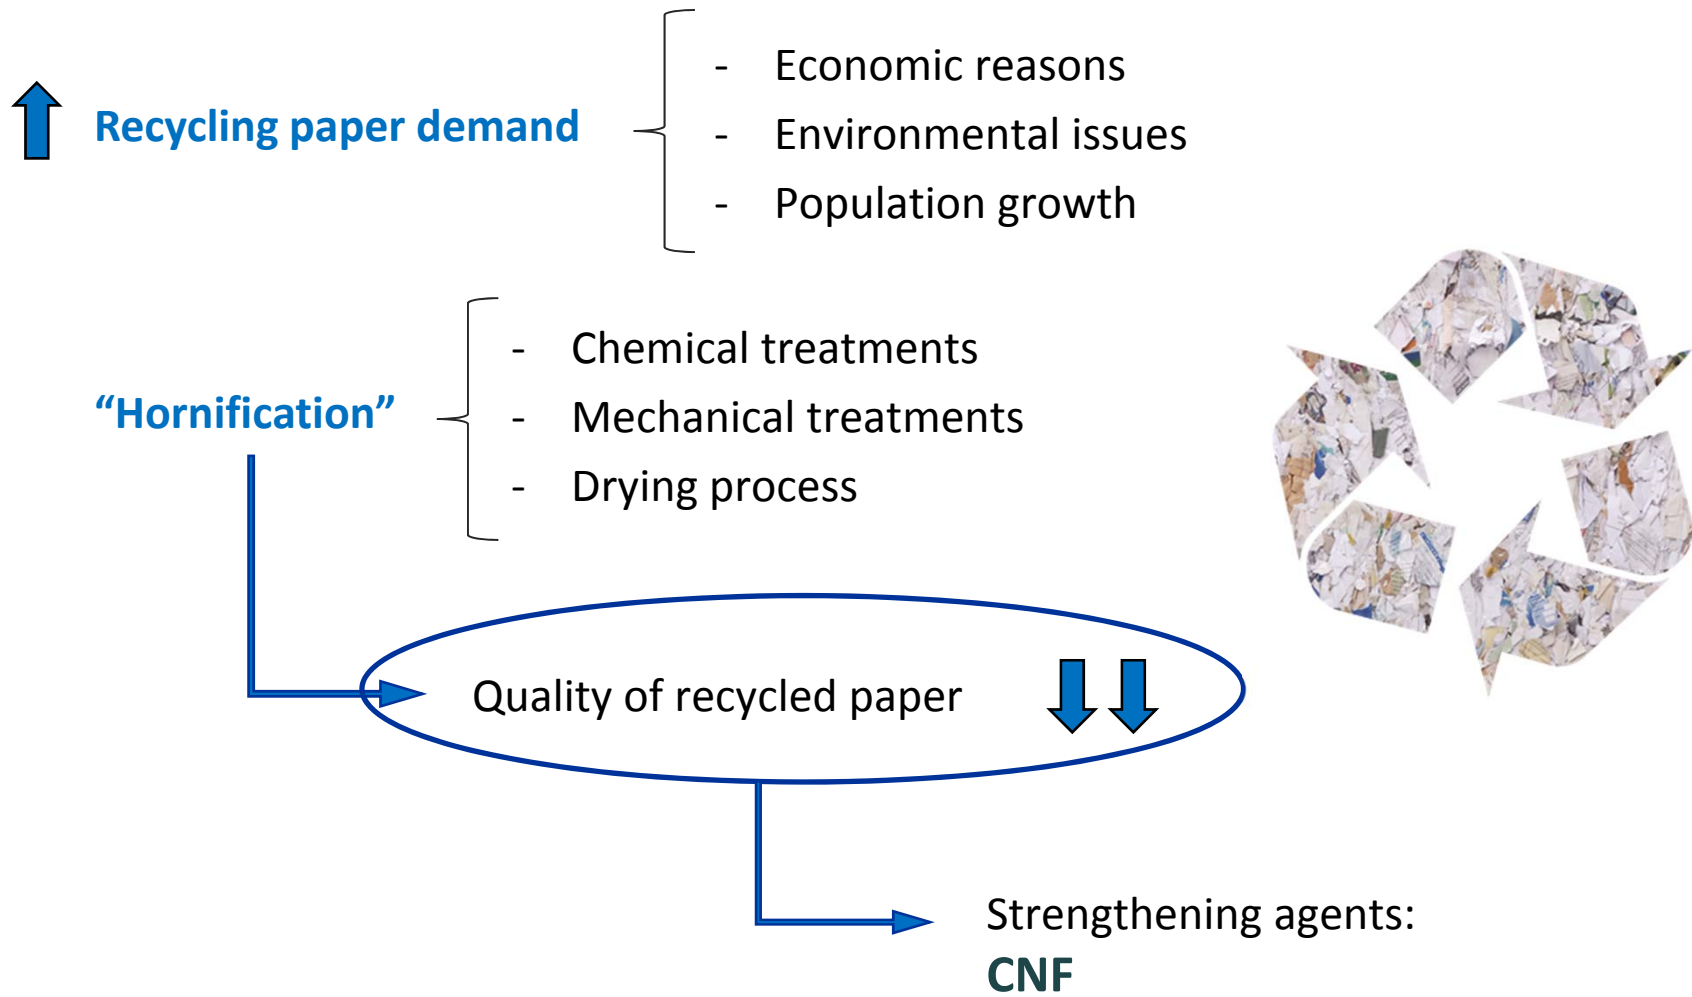 Recycling paper demand
- Economic reasons
- Environmental issues
- Population growth
“Hornification”
- Chemical treatments
- Mechanical treatments
- Drying process
Quality of recycled paper
Strengthening agents:
CNF